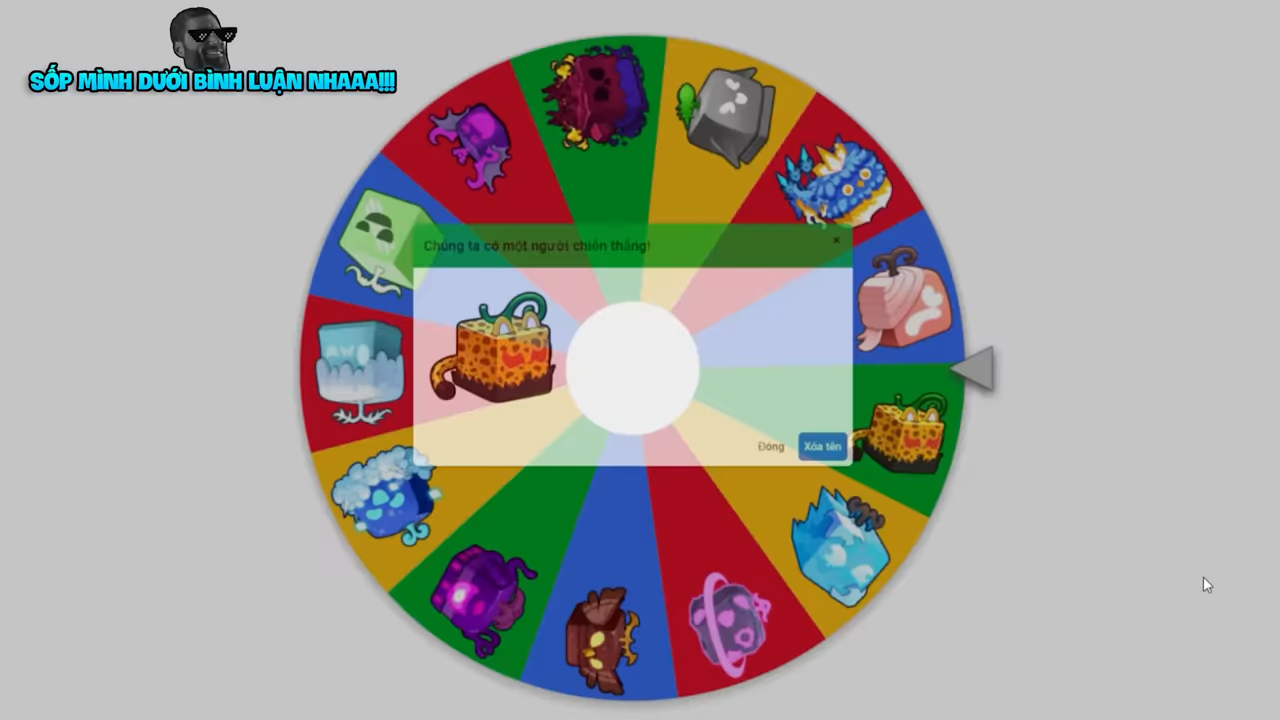 SỐP MÌNH DƯỚI BÌNH LUẬN NHAAA!!!
Chúng ta có một người chiến thắng!
×
Đóng
Xóa tên